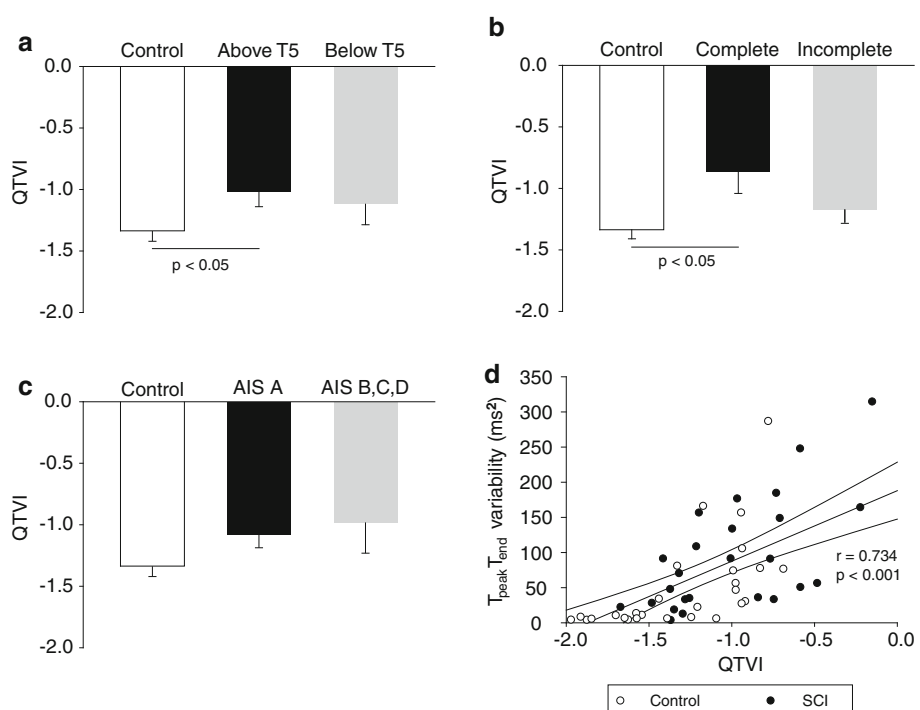 a
Control Above T5 Below T5
0.0
-0.5
-1.0
-1.5
-2.0
QTVI
p < 0.05
b
Control Complete Incomplete
0.0
-0.5
-1.0
-1.5
-2.0
QTVI
p < 0.05
c
Control AIS A AIS B,C,D
0.0
-0.5
-1.0
-1.5
-2.0
QTVI
d
350
300
250
200
150
100
50
0
TpeakTend variability (ms²)
r = 0.734
p < 0.001
-2.0 -1.5 -1.0 -0.5 0.0
QTVI
Control SCI